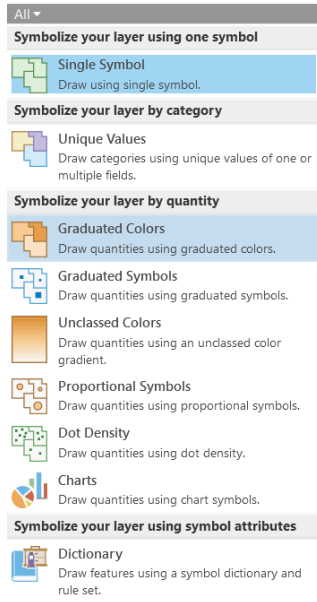 All
Symbolize your layer using one symbol
Single Symbol
Draw using single symbol.
Symbolize your layer by category
Unique Values
Draw categories using unique values of one or
multiple fields.
Symbolize your layer by quantity
Graduated Colors
Draw quantities using graduated colors.
Graduated Symbols
Draw quantities using graduated symbols.
Unclassed Colors
Draw quantities using an unclassed color
gradient.
Proportional Symbols
Draw quantities using proportional symbols.
Dot Density
Draw quantities using dot density.
Charts
Draw quantities using chart symbols.
Symbolize your layer using symbol attributes
Dictionary
Draw features using a symbol dictionary and
rule set.